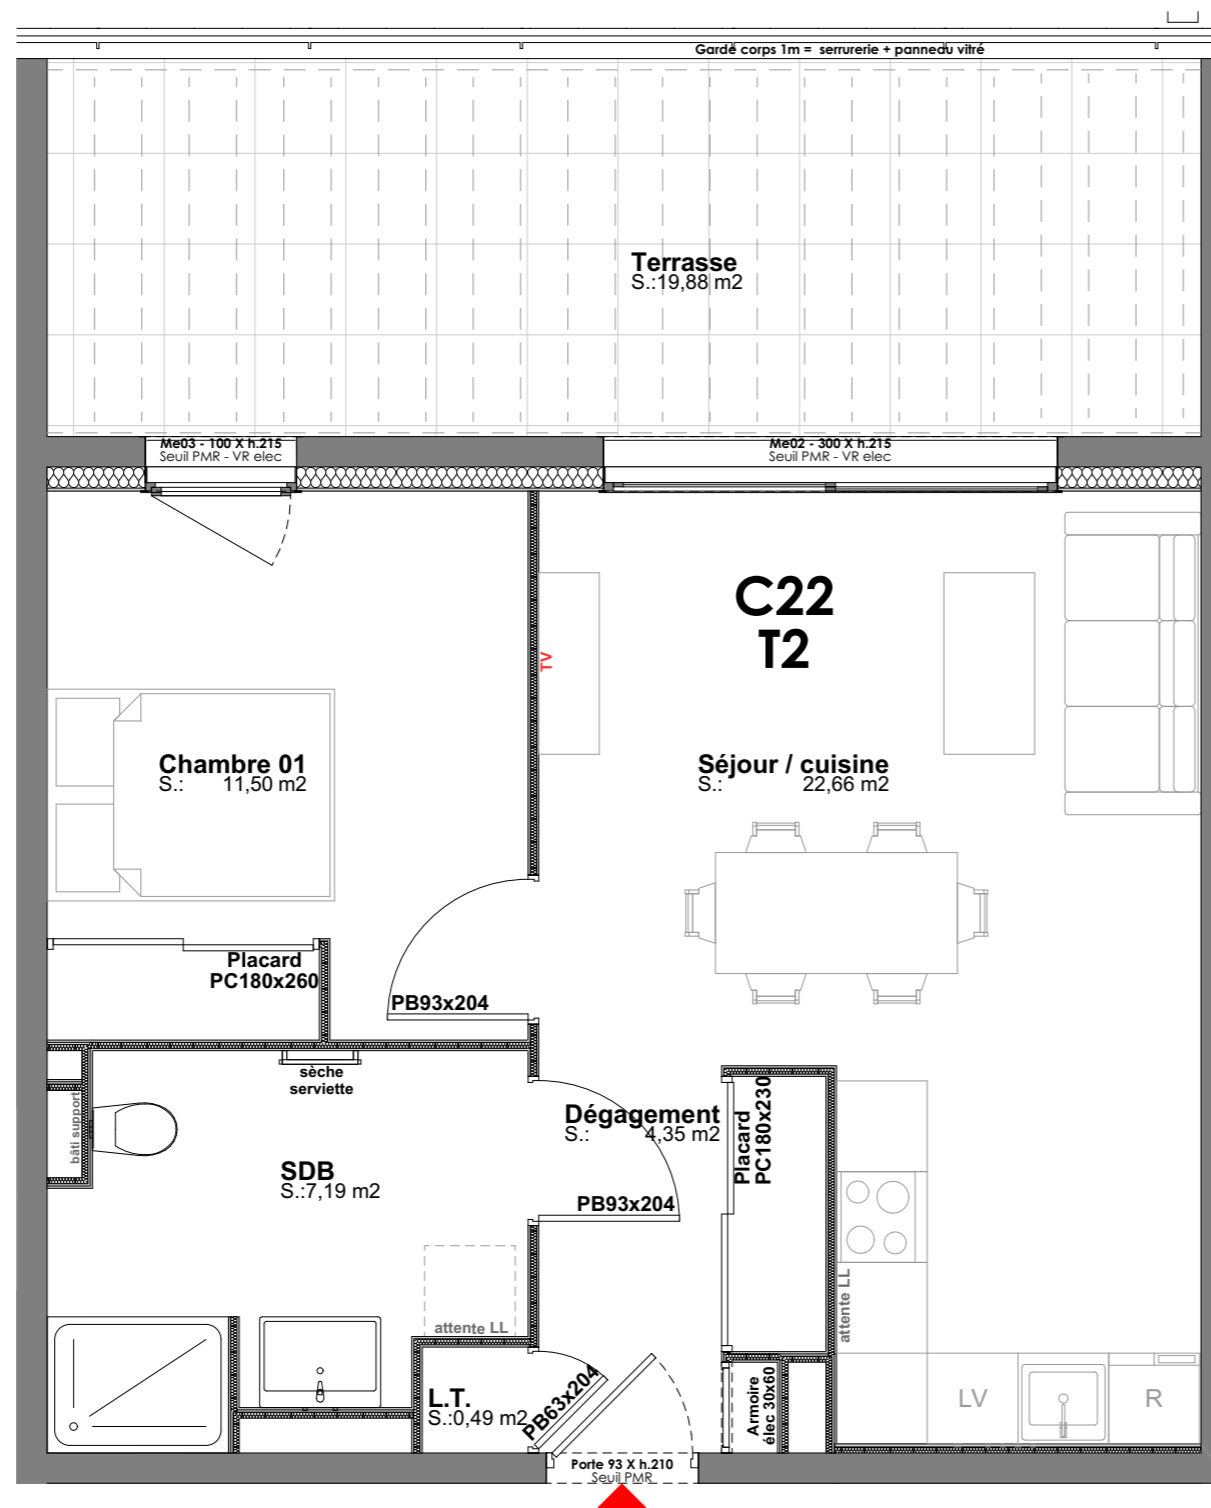 Garde corps 1m = serrurerie + panneau vitré
Terrasse
S.:19,88 m2
Me03 - 100 X h.215
Seuil PMR - VR elec
Me02 - 300 X h.215
Seuil PMR - VR elec
C22
T2
TV
Chambre 01
S.: 11,50 m2
Séjour / cuisine
S.: 22,66 m2
Placard
PC180x260
PB93x204
sèche
serviette
bâti support
Dégagement
S.: 4,35 m2
Placard
PC180x230
SDB
S.:7,19 m2
PB93x204
attente LL
attente LL
L.T.
S.:0,49 m2
PB63x204
Armoire
élec 30x60
LV
R
Porte 93 X h.210
Seuil PMR